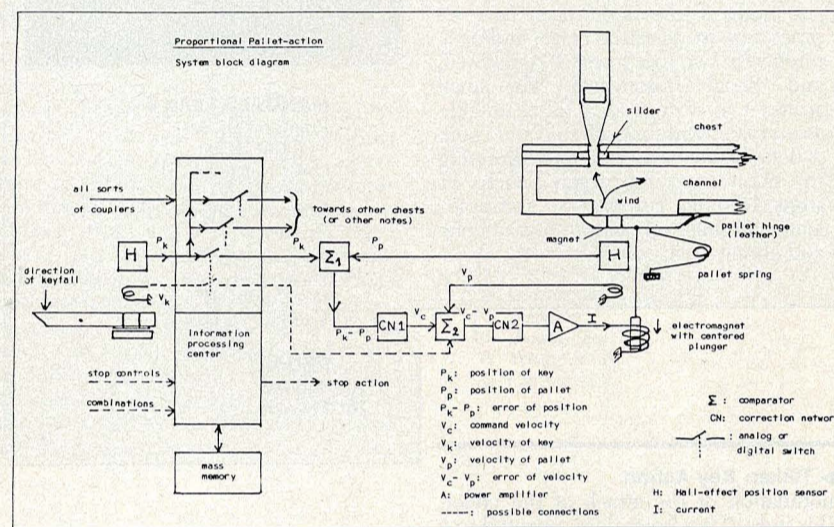 Proportional Pallet-action
System block diagram
slider
chest
channel
wind
magnet
pallet hinge
(leather)
pallet spring
all sorts
of couplers
towards other chests
(or other notes)
H
Pk
Pk
Σ1
Pp
H
direction
of keyfall
Vk
Vp
Pk- Pp
CN1
Vc
Σ2
Vc- Vp
CN2
A
I
electromagnet
with centered
plunger
information
processing
center
stop controls
stop action
combinations
mass
memory
Pk: position of key
Pp: position of pallet
Pk- Pp: error of position
Vc: command velocity
Vk: velocity of key
Vp: velocity of pallet
Vc- Vp: error of velocity
A: power amplifier
-----: possible connections
Σ : comparator
CN: correction network
: analog or
digital switch
H: Hall-effect position sensor
I: current
Key Action